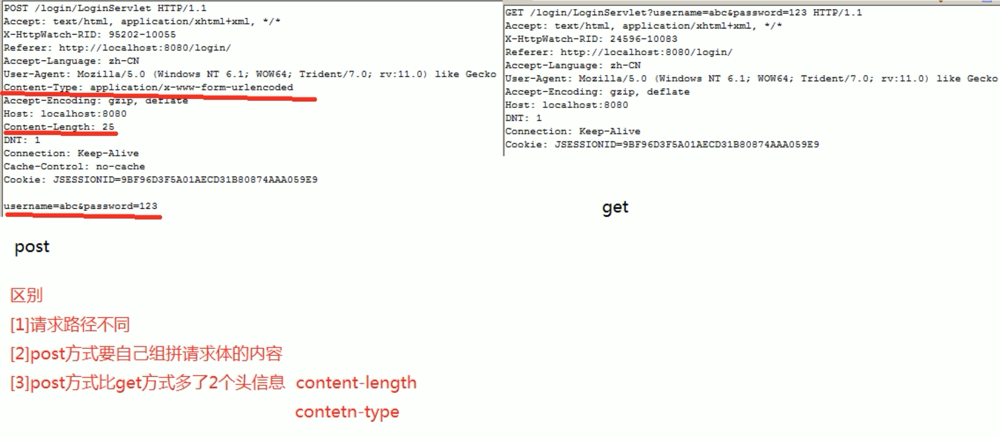 POST /login/LoginServlet HTTP/1.1
Accept: text/html, application/xhtml+xml, */*
X-HttpWatch-RID: 95202-10055
Referer: http://localhost:8080/login/
Accept-Language: zh-CN
User-Agent: Mozilla/5.0 (Windows NT 6.1; WOW64; Trident/7.0; rv:11.0) like Gecko
Content-Type: application/x-www-form-urlencoded
Accept-Encoding: gzip, deflate
Host: localhost:8080
Content-Length: 25
DNT: 1
Connection: Keep-Alive
Cache-Control: no-cache
Cookie: JSESSIONID=9BF96D3F5A01AECD31B80874AAA059E9
username=abc&password=123
post
GET /login/LoginServlet?username=abc&password=123 HTTP/1.1
Accept: text/html, application/xhtml+xml, */*
X-HttpWatch-RID: 24596-10083
Referer: http://localhost:8080/login/
Accept-Language: zh-CN
User-Agent: Mozilla/5.0 (Windows NT 6.1; WOW64; Trident/7.0; rv:11.0) like Gecko
Accept-Encoding: gzip, deflate
Host: localhost:8080
DNT: 1
Connection: Keep-Alive
Cookie: JSESSIONID=9BF96D3F5A01AECD31B80874AAA059E9
get
区别
[1]请求路径不同
[2]post方式要自己组拼请求体的内容
[3]post方式比get方式多了2个头信息 content-length
contetn-type